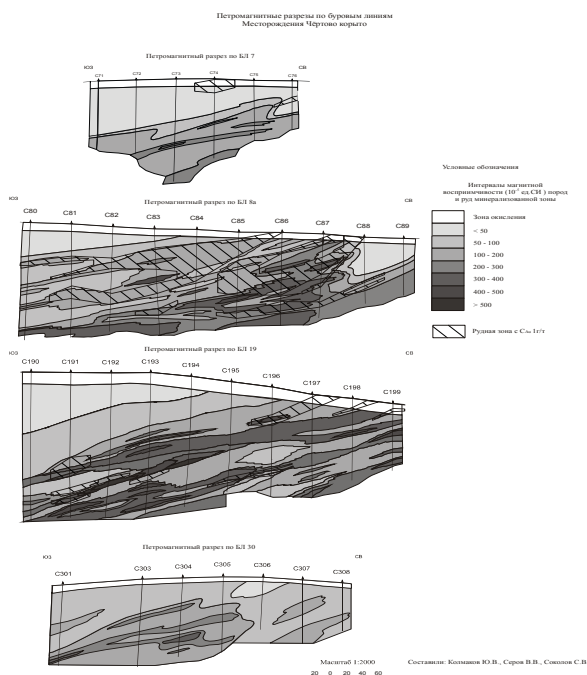 Петромагнитные разрезы по буровым линиям
Месторождения Чёртово корыто
Петромагнитный разрез по БЛ 7
ЮЗ СВ
С71 С72 С73 С74 С75 С76
Условные обозначения
Интервалы магнитной
восприимчивости (10 ед.СИ ) пород
и руд минерализованной зоны
Зона окисления
< 50
50 - 100
100 - 200
200 - 300
300 - 400
400 - 500
> 500
Рудная зона с 1г/т
Петромагнитный разрез по БЛ 8а
ЮЗ СВ
С80 С81 С82 С83 С84 С85 С86 С87 С88 С89
Петромагнитный разрез по БЛ 19
ЮЗ СВ
С190 С191 С192 С193 С194 С195 С196 С197 С198 С199
Петромагнитный разрез по БЛ 30
ЮЗ СВ
С301 С303 С304 С305 С306 С307 С308
Масштаб 1:2000
20 0 20 40 60
Составили: Колмаков Ю.В., Серов В.В., Соколов С.В.